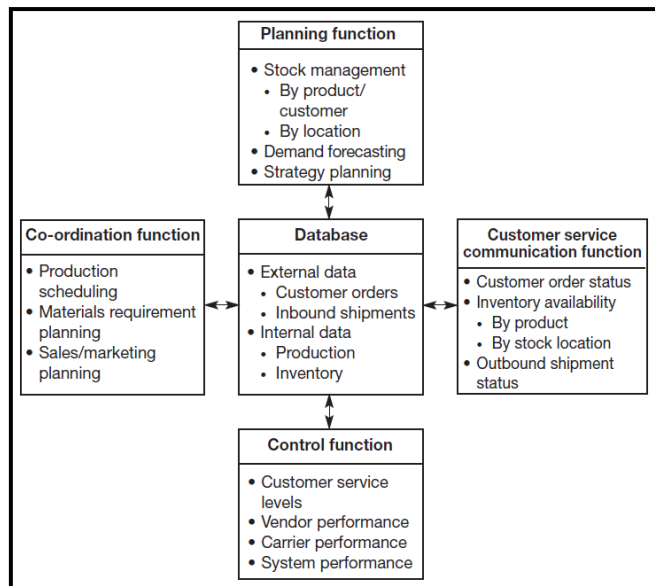 Planning function
• Stock management
• By product/
customer
• By location
• Demand forecasting
• Strategy planning
Co-ordination function
• Production
scheduling
• Materials requirement
planning
• Sales/marketing
planning
Database
• External data
• Customer orders
• Inbound shipments
• Internal data
• Production
• Inventory
Customer service
communication function
• Customer order status
• Inventory availability
• By product
• By stock location
• Outbound shipment
status
Control function
• Customer service
levels
• Vendor performance
• Carrier performance
• System performance